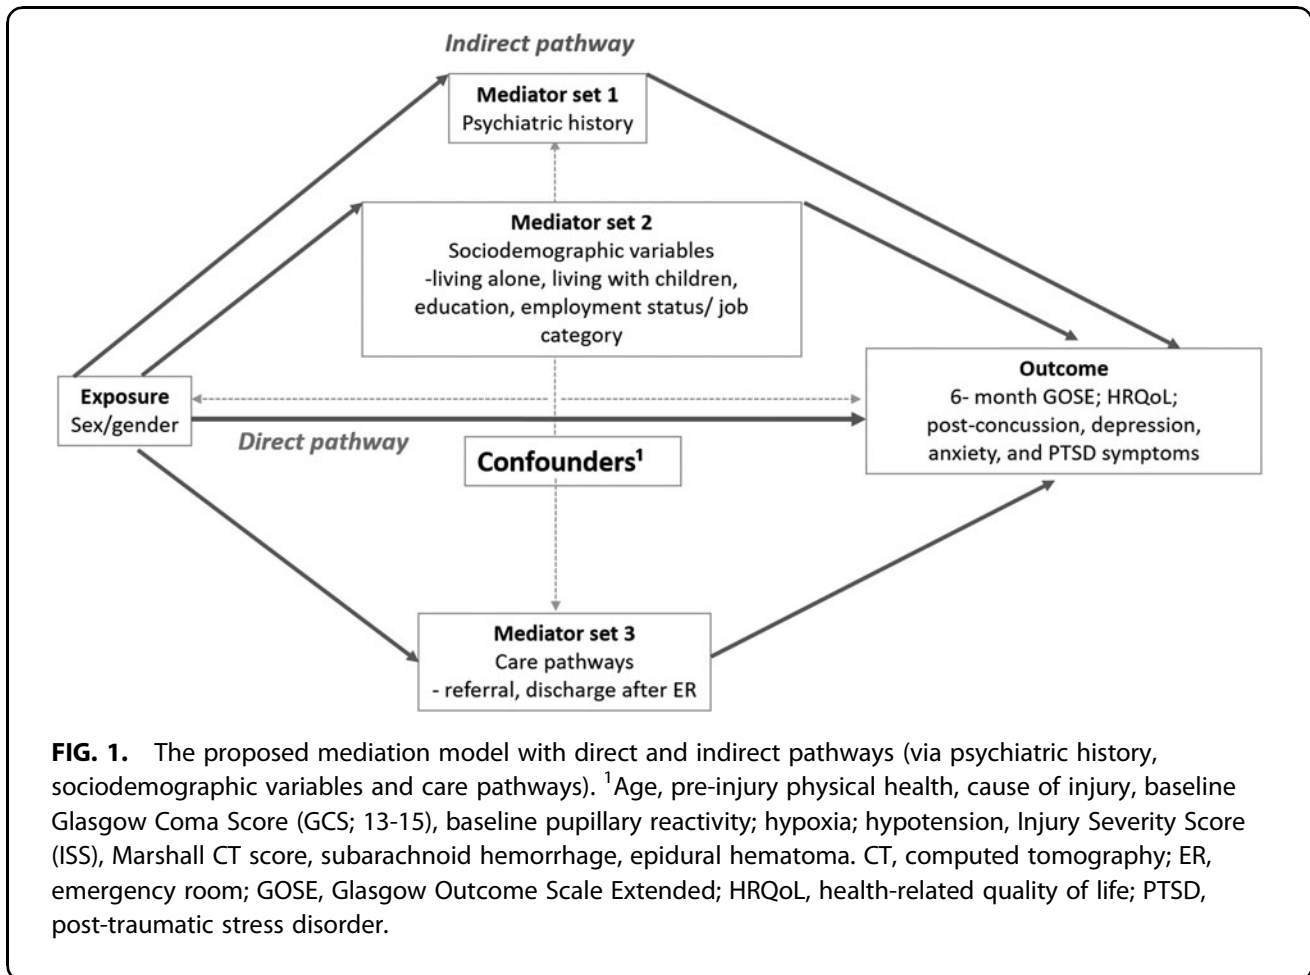 Indirect pathway
Mediator set 1
Psychiatric history
Mediator set 2
Sociodemographic variables
-living alone, living with children,
education, employment status/ job
category
Exposure
Sex/gender
Direct pathway
Confounders¹
Outcome
6- month GOSE; HRQoL;
post-concussion, depression,
anxiety, and PTSD symptoms
Mediator set 3
Care pathways
- referral, discharge after ER
FIG. 1. The proposed mediation model with direct and indirect pathways (via psychiatric history,
sociodemographic variables and care pathways). ¹Age, pre-injury physical health, cause of injury, baseline
Glasgow Coma Score (GCS; 13-15), baseline pupillary reactivity; hypoxia; hypotension, Injury Severity Score
(ISS), Marshall CT score, subarachnoid hemorrhage, epidural hematoma. CT, computed tomography; ER,
emergency room; GOSE, Glasgow Outcome Scale Extended; HRQoL, health-related quality of life; PTSD,
post-traumatic stress disorder.